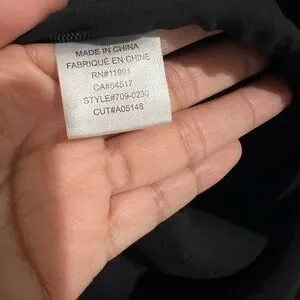 MADE IN CHINA
FABRIQUÉ EN CHINE
RN#11891
CA#54517
STYLE#709-0230
CUT#A05148